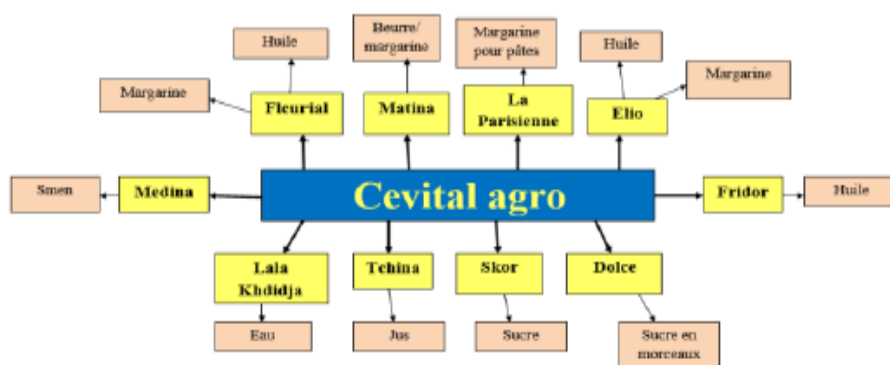 Huile
Beurre/
margarine
Margarine
pour pâtes
Huile
Margarine
Margarine
Fleurial
Matina
La
Parisienne
Elio
Smen
Medina
Cevital agro
Fridor
Huile
Lala
Khdidja
Tchina
Skor
Dolce
Eau
Jus
Sucre
Sucre en
morceaux